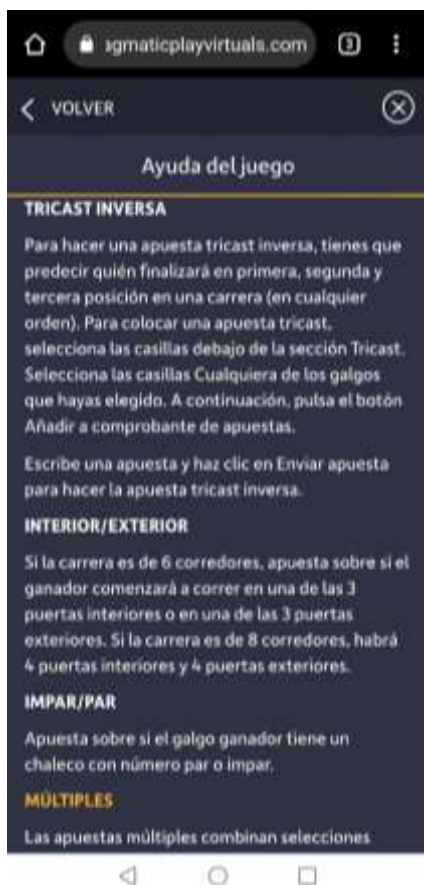 agmaticplayvirtuals.com
3
VOLVER
Ayuda del juego
TRICAST INVERSA
Para hacer una apuesta tricast inversa, tienes que
predecir quién finalizará en primera, segunda y
tercera posición en una carrera (en cualquier
orden). Para colocar una apuesta tricast,
selecciona las casillas debajo de la sección Tricast.
Selecciona las casillas Cualquiera de los galgos
que hayas elegido. A continuación, pulsa el botón
Añadir a comprobante de apuestas.
Escribe una apuesta y haz clic en Enviar apuesta
para hacer la apuesta tricast inversa.
INTERIOR/EXTERIOR
Si la carrera es de 6 corredores, apuesta sobre si el
ganador comenzará a correr en una de las 3
puertas interiores o en una de las 3 puertas
exteriores. Si la carrera es de 8 corredores, habrá
4 puertas interiores y 4 puertas exteriores.
IMPAR/PAR
Apuesta sobre si el galgo ganador tiene un
chaleco con número par o impar.
MÚLTIPLES
Las apuestas múltiples combinan selecciones